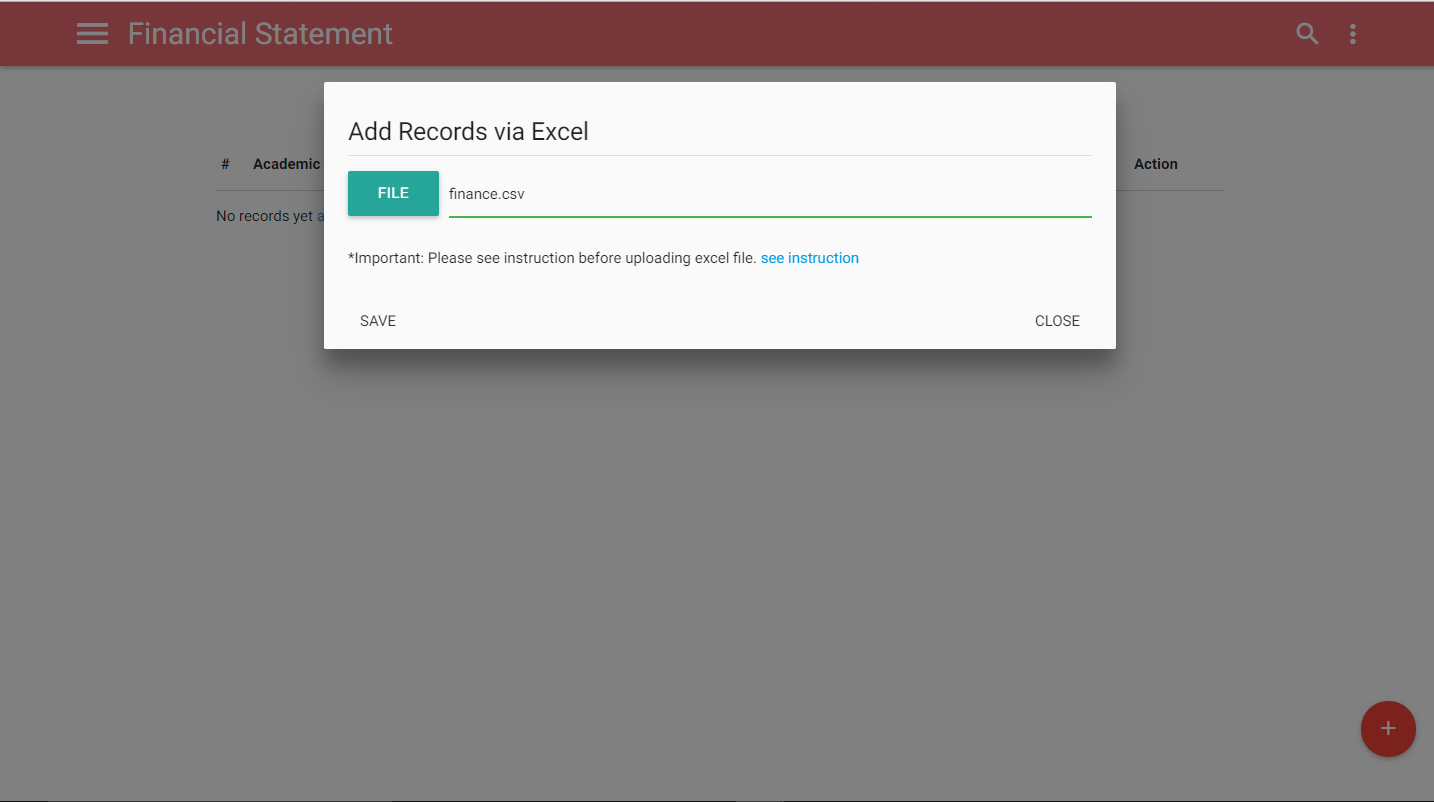 Financial Statement
Add Records via Excel
# Academic
Action
FILE
finance.csv
No records yet a
*Important: Please see instruction before uploading excel file. see instruction
SAVE
CLOSE
+